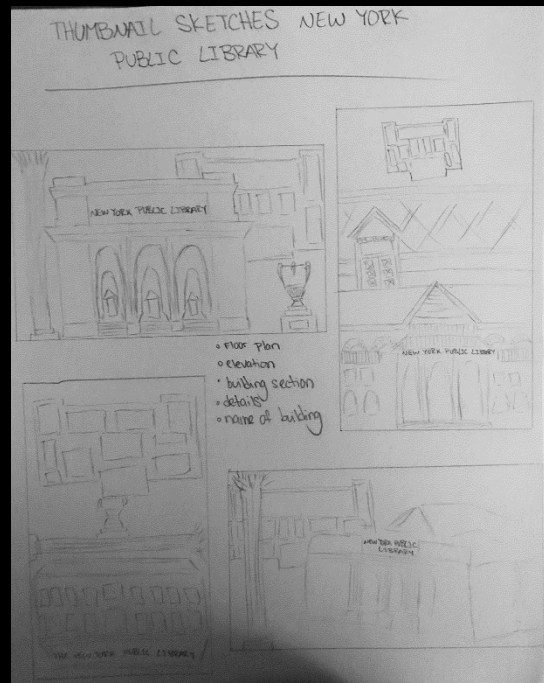 THUMBNAIL SKETCHES NEW YORK
PUBLIC LIBRARY
NEW YORK PUBLIC LIBRARY
NEW YORK PUBLIC LIBRARY
• Floor plan
• elevation
• building section
• details
• name of building
NEW YORK PUBLIC
LIBRARY
THE NEW YORK PUBLIC LIBRARY